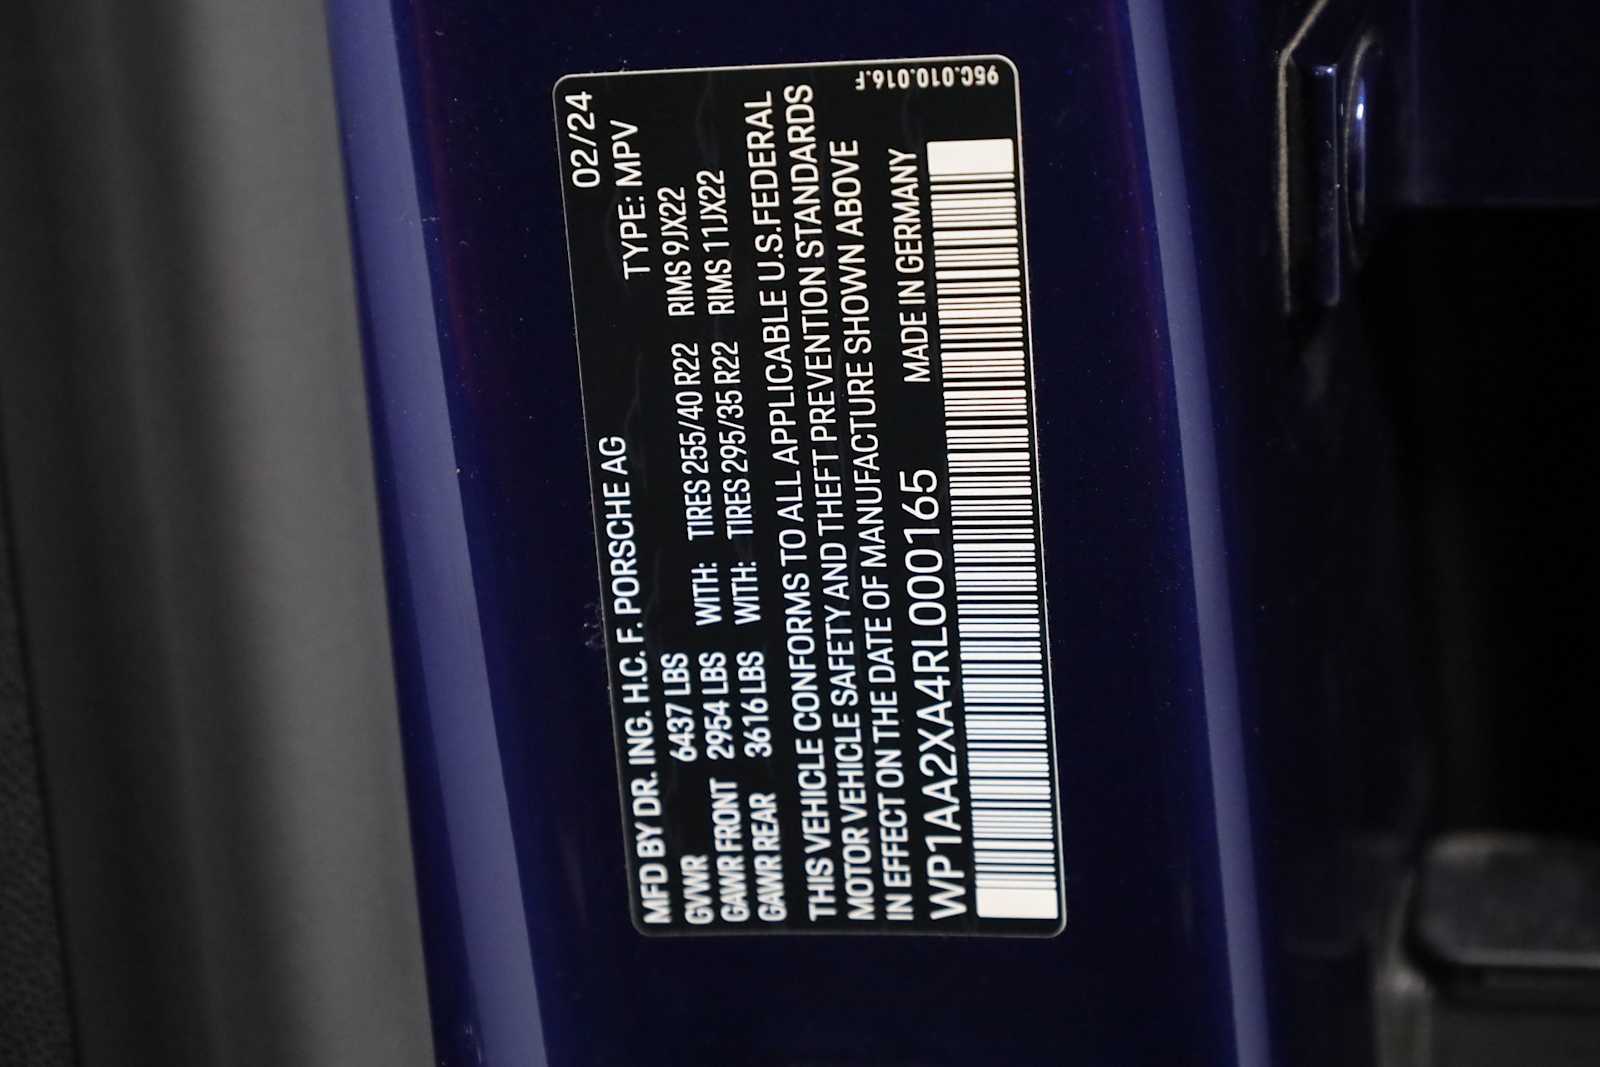 MFD BY DR. ING. H.C. F. PORSCHE AG 02/24
TYPE: MPV
GVWR 6437 LBS WITH: TIRES 255/40 R22 RIMS 9JX22
GAWR FRONT 2954 LBS WITH: TIRES 295/35 R22 RIMS 11JX22
GAWR REAR 3616 LBS
THIS VEHICLE CONFORMS TO ALL APPLICABLE U.S.FEDERAL
MOTOR VEHICLE SAFETY AND THEFT PREVENTION STANDARDS
IN EFFECT ON THE DATE OF MANUFACTURE SHOWN ABOVE
WP1AA2XA4RL000165 MADE IN GERMANY
95C.010.016.F